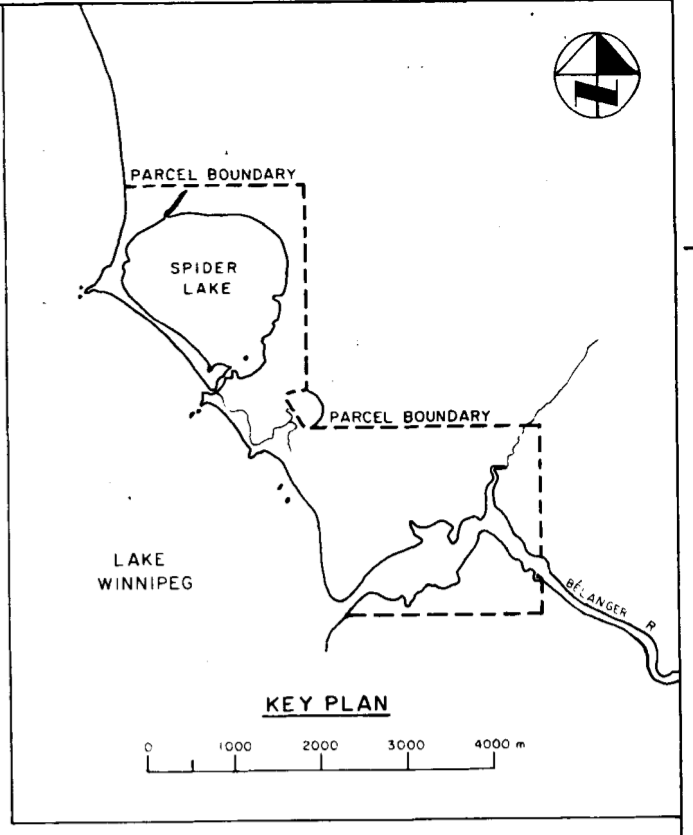 N
PARCEL BOUNDARY
SPIDER
LAKE
PARCEL BOUNDARY
LAKE
WINNIPEG
BÉLANGER R
KEY PLAN
0 1000 2000 3000 4000 m